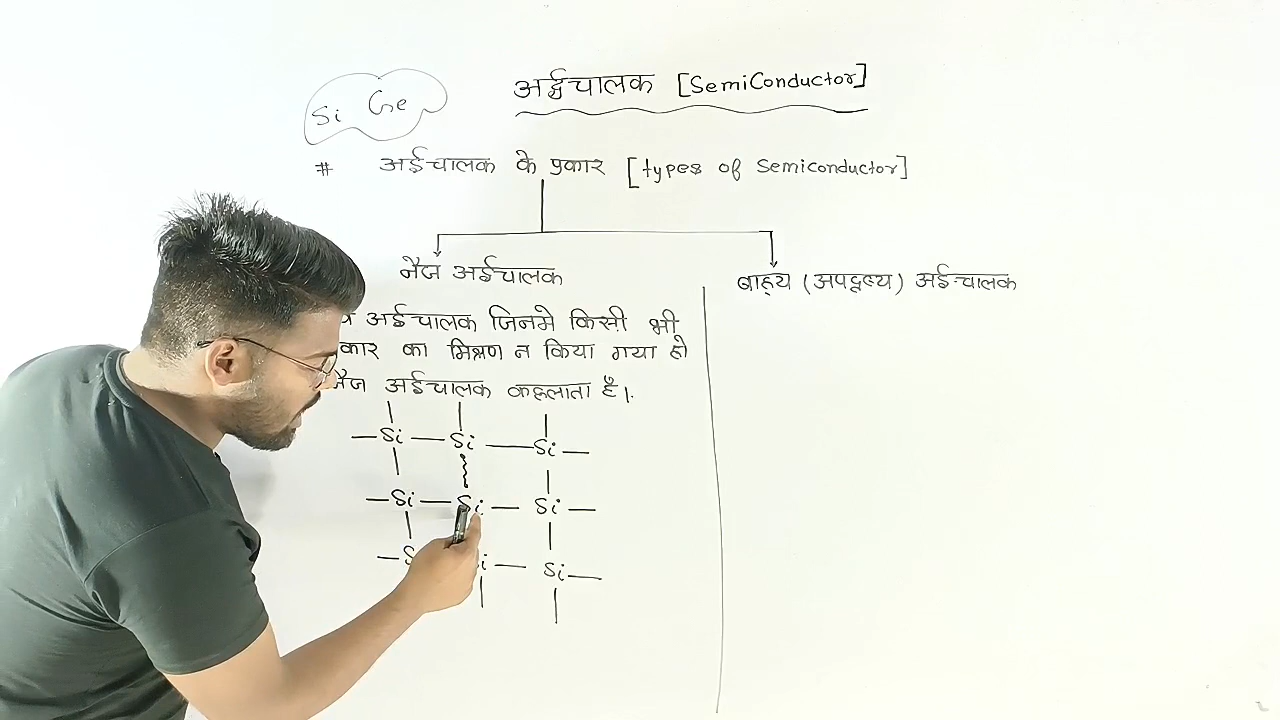 अर्द्धचालक [SemiConductor]
Si Ge
# अर्द्धचालक के प्रकार [types of Semiconductor]
नैज अर्द्धचालक
बाह्य (अपद्रव्य) अर्द्धचालक
अर्द्धचालक जिनमे किसी भी
कार का मिश्रण न किया गया हो
नैज अर्द्धचालक कहलाता है।
Si Si Si
Si Si Si
Si